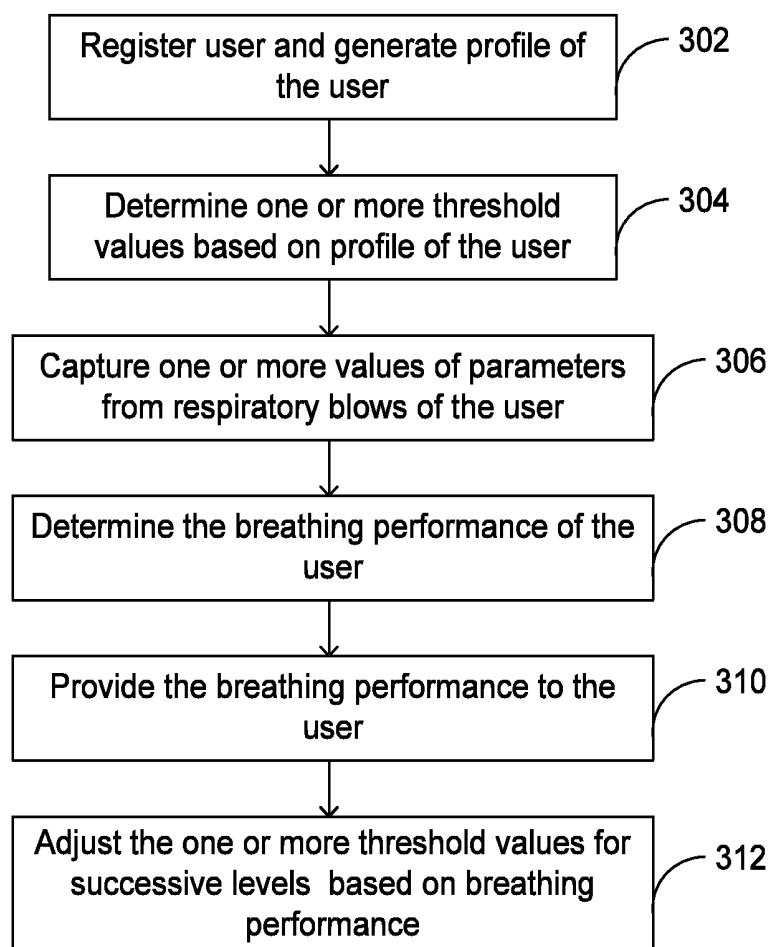 Register user and generate profile of
the user
302
Determine one or more threshold
values based on profile of the user
304
Capture one or more values of parameters
from respiratory blows of the user
306
Determine the breathing performance of the
user
308
Provide the breathing performance to the
user
310
Adjust the one or more threshold values for
successive levels based on breathing
performance
312